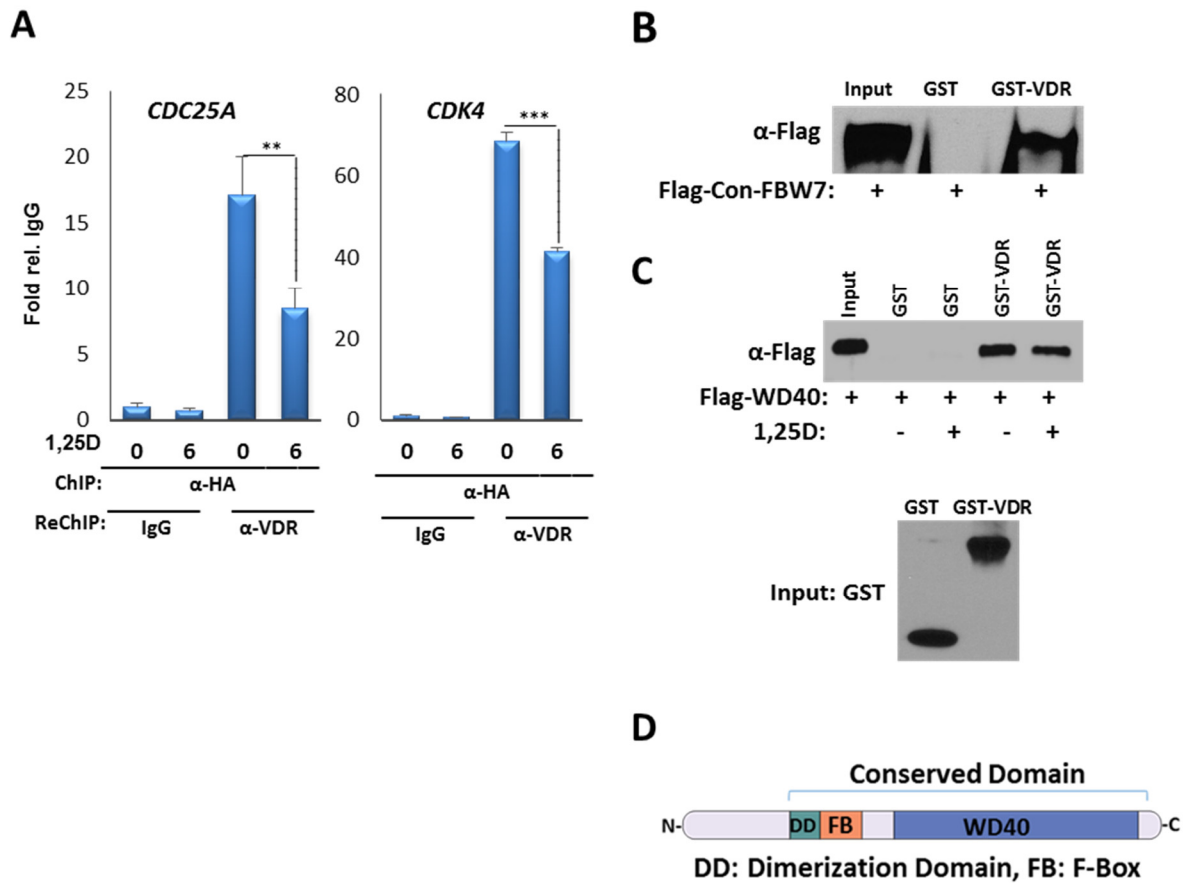 A
CDC25A
CDK4
Fold rel. IgG
25
20
15
10
5
0
80
60
40
20
0
**
***
1,25D 0 6 0 6 0 6 0 6
ChIP: α-HA α-HA
ReChIP: IgG α-VDR IgG α-VDR
B
Input GST GST-VDR
α-Flag
Flag-Con-FBW7: + + +
C
Input GST GST GST-VDR GST-VDR
α-Flag
Flag-WD40: + + + + +
1,25D: - + - +
GST GST-VDR
Input: GST
D
Conserved Domain
N- DD FB WD40 -C
DD: Dimerization Domain, FB: F-Box